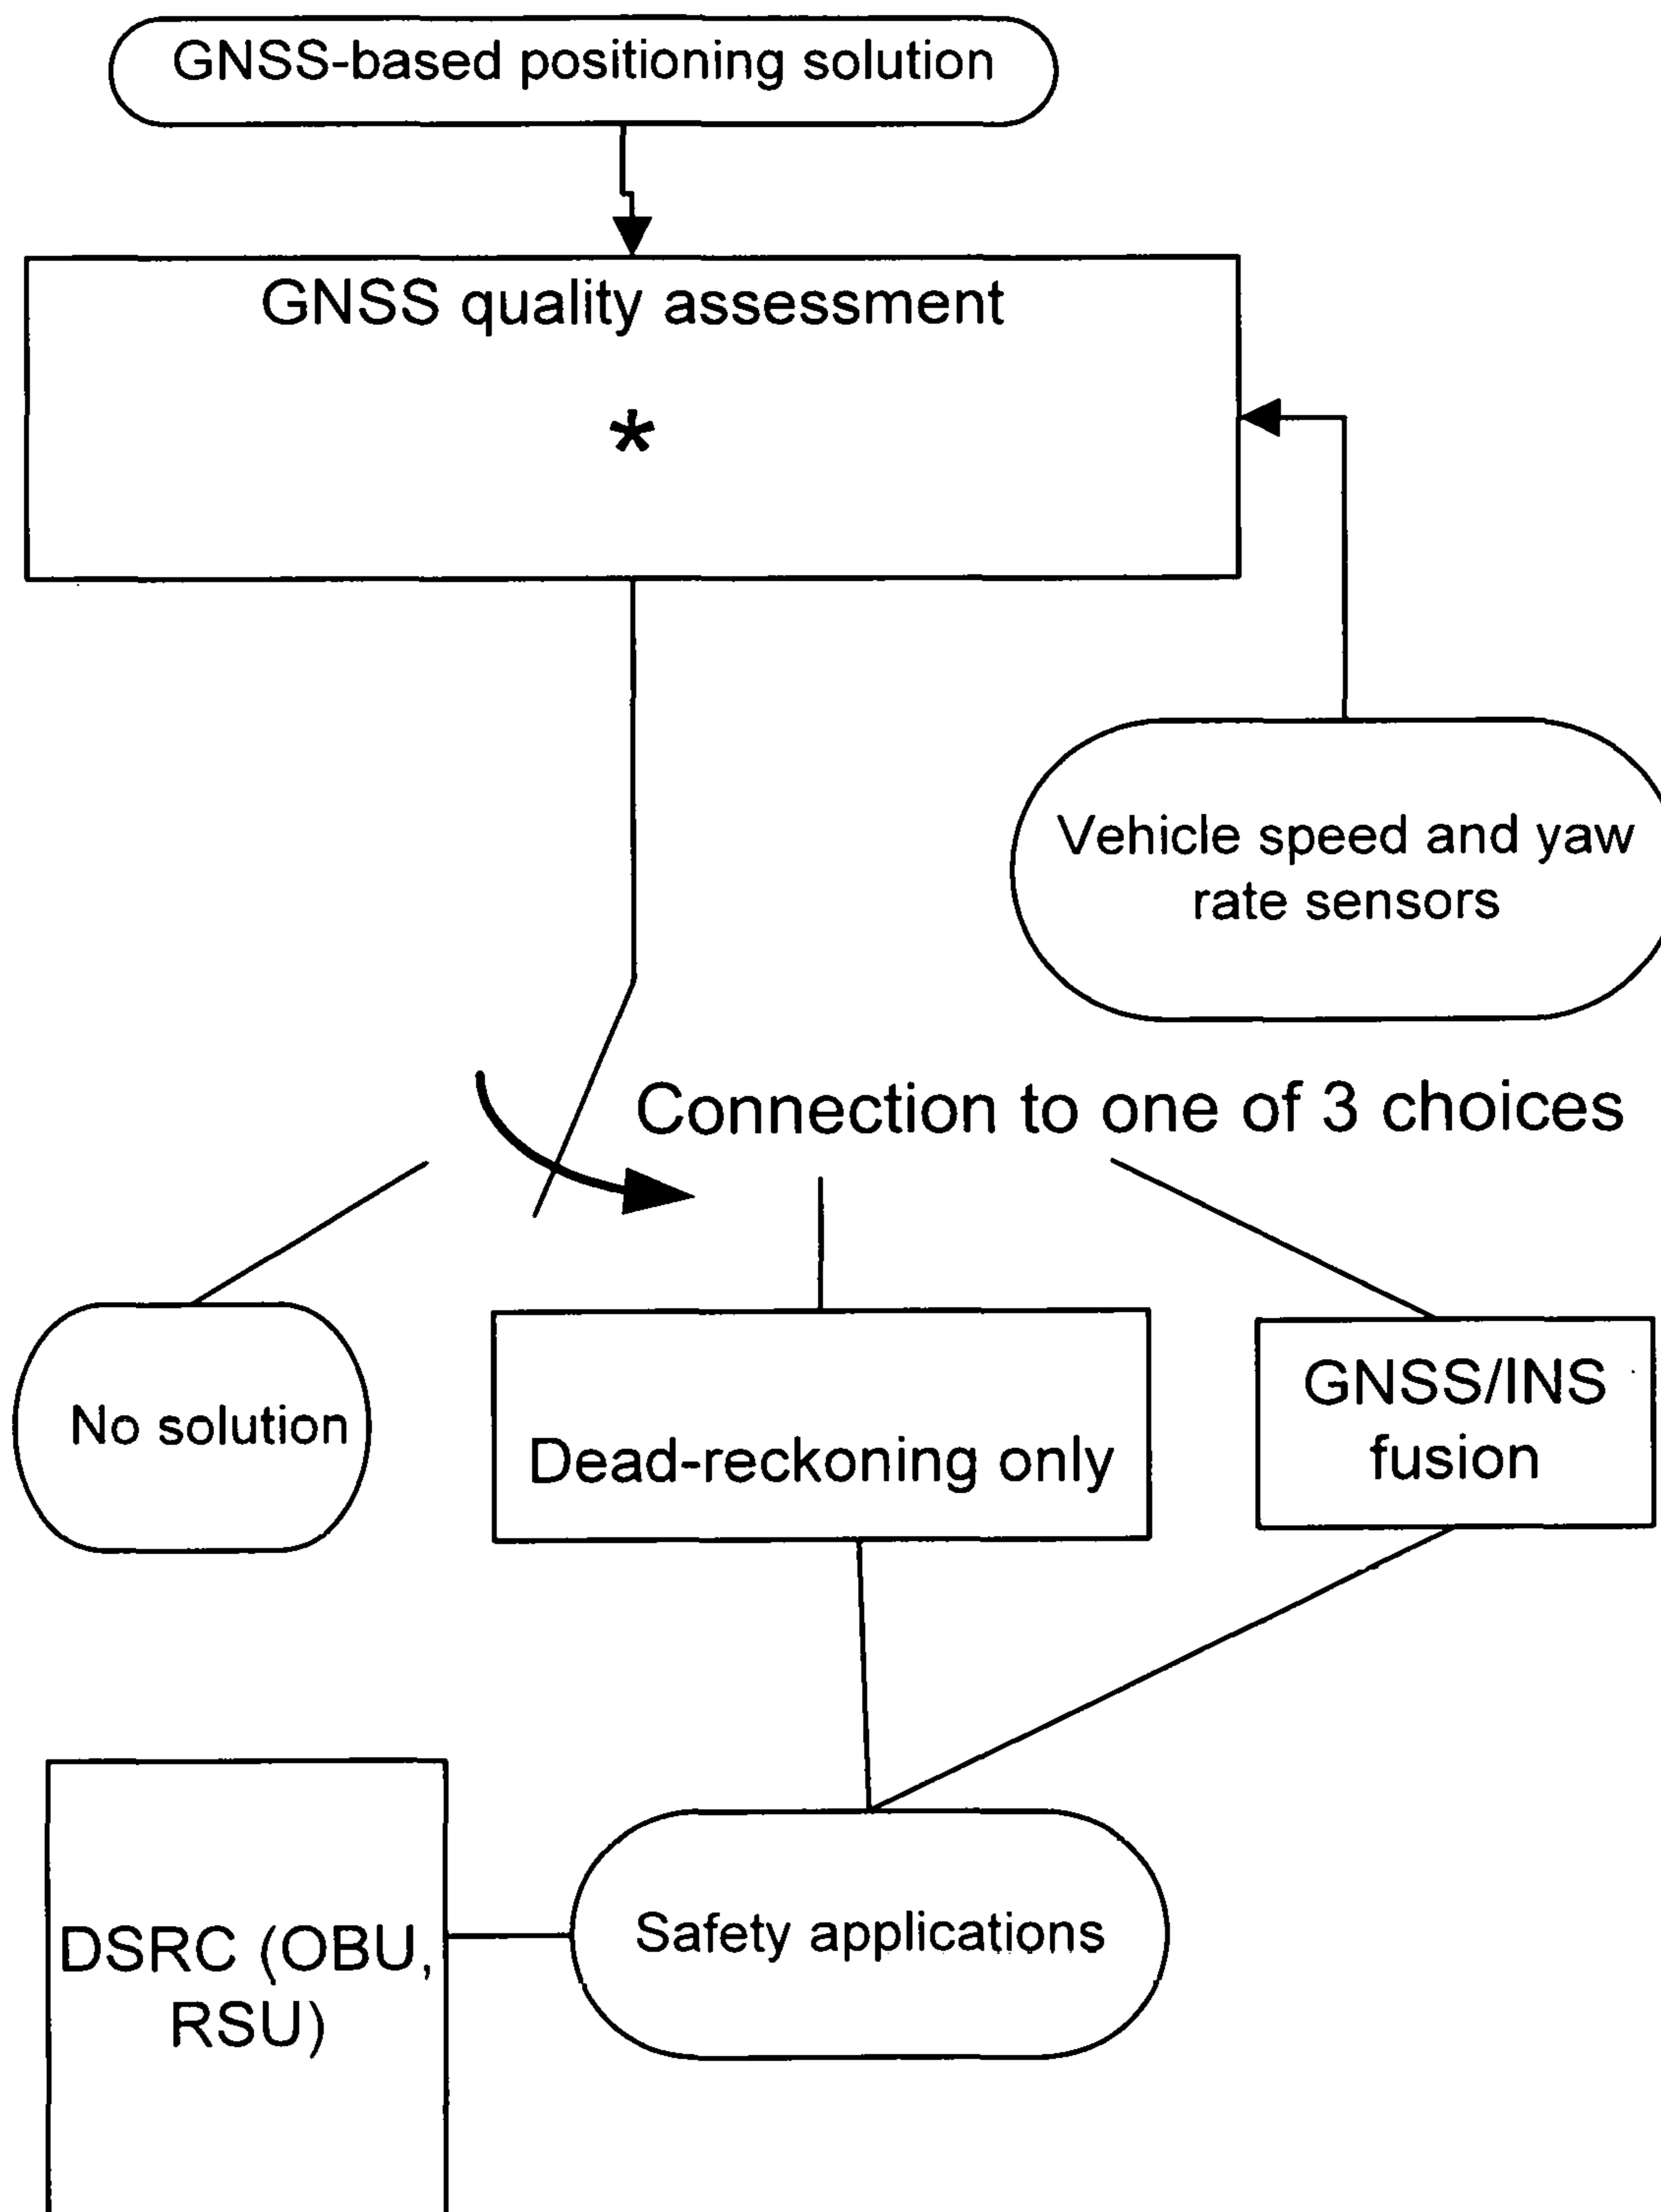 GNSS-based positioning solution
GNSS quality assessment
*
Vehicle speed and yaw
rate sensors
Connection to one of 3 choices
No solution
Dead-reckoning only
GNSS/INS
fusion
DSRC (OBU,
RSU)
Safety applications